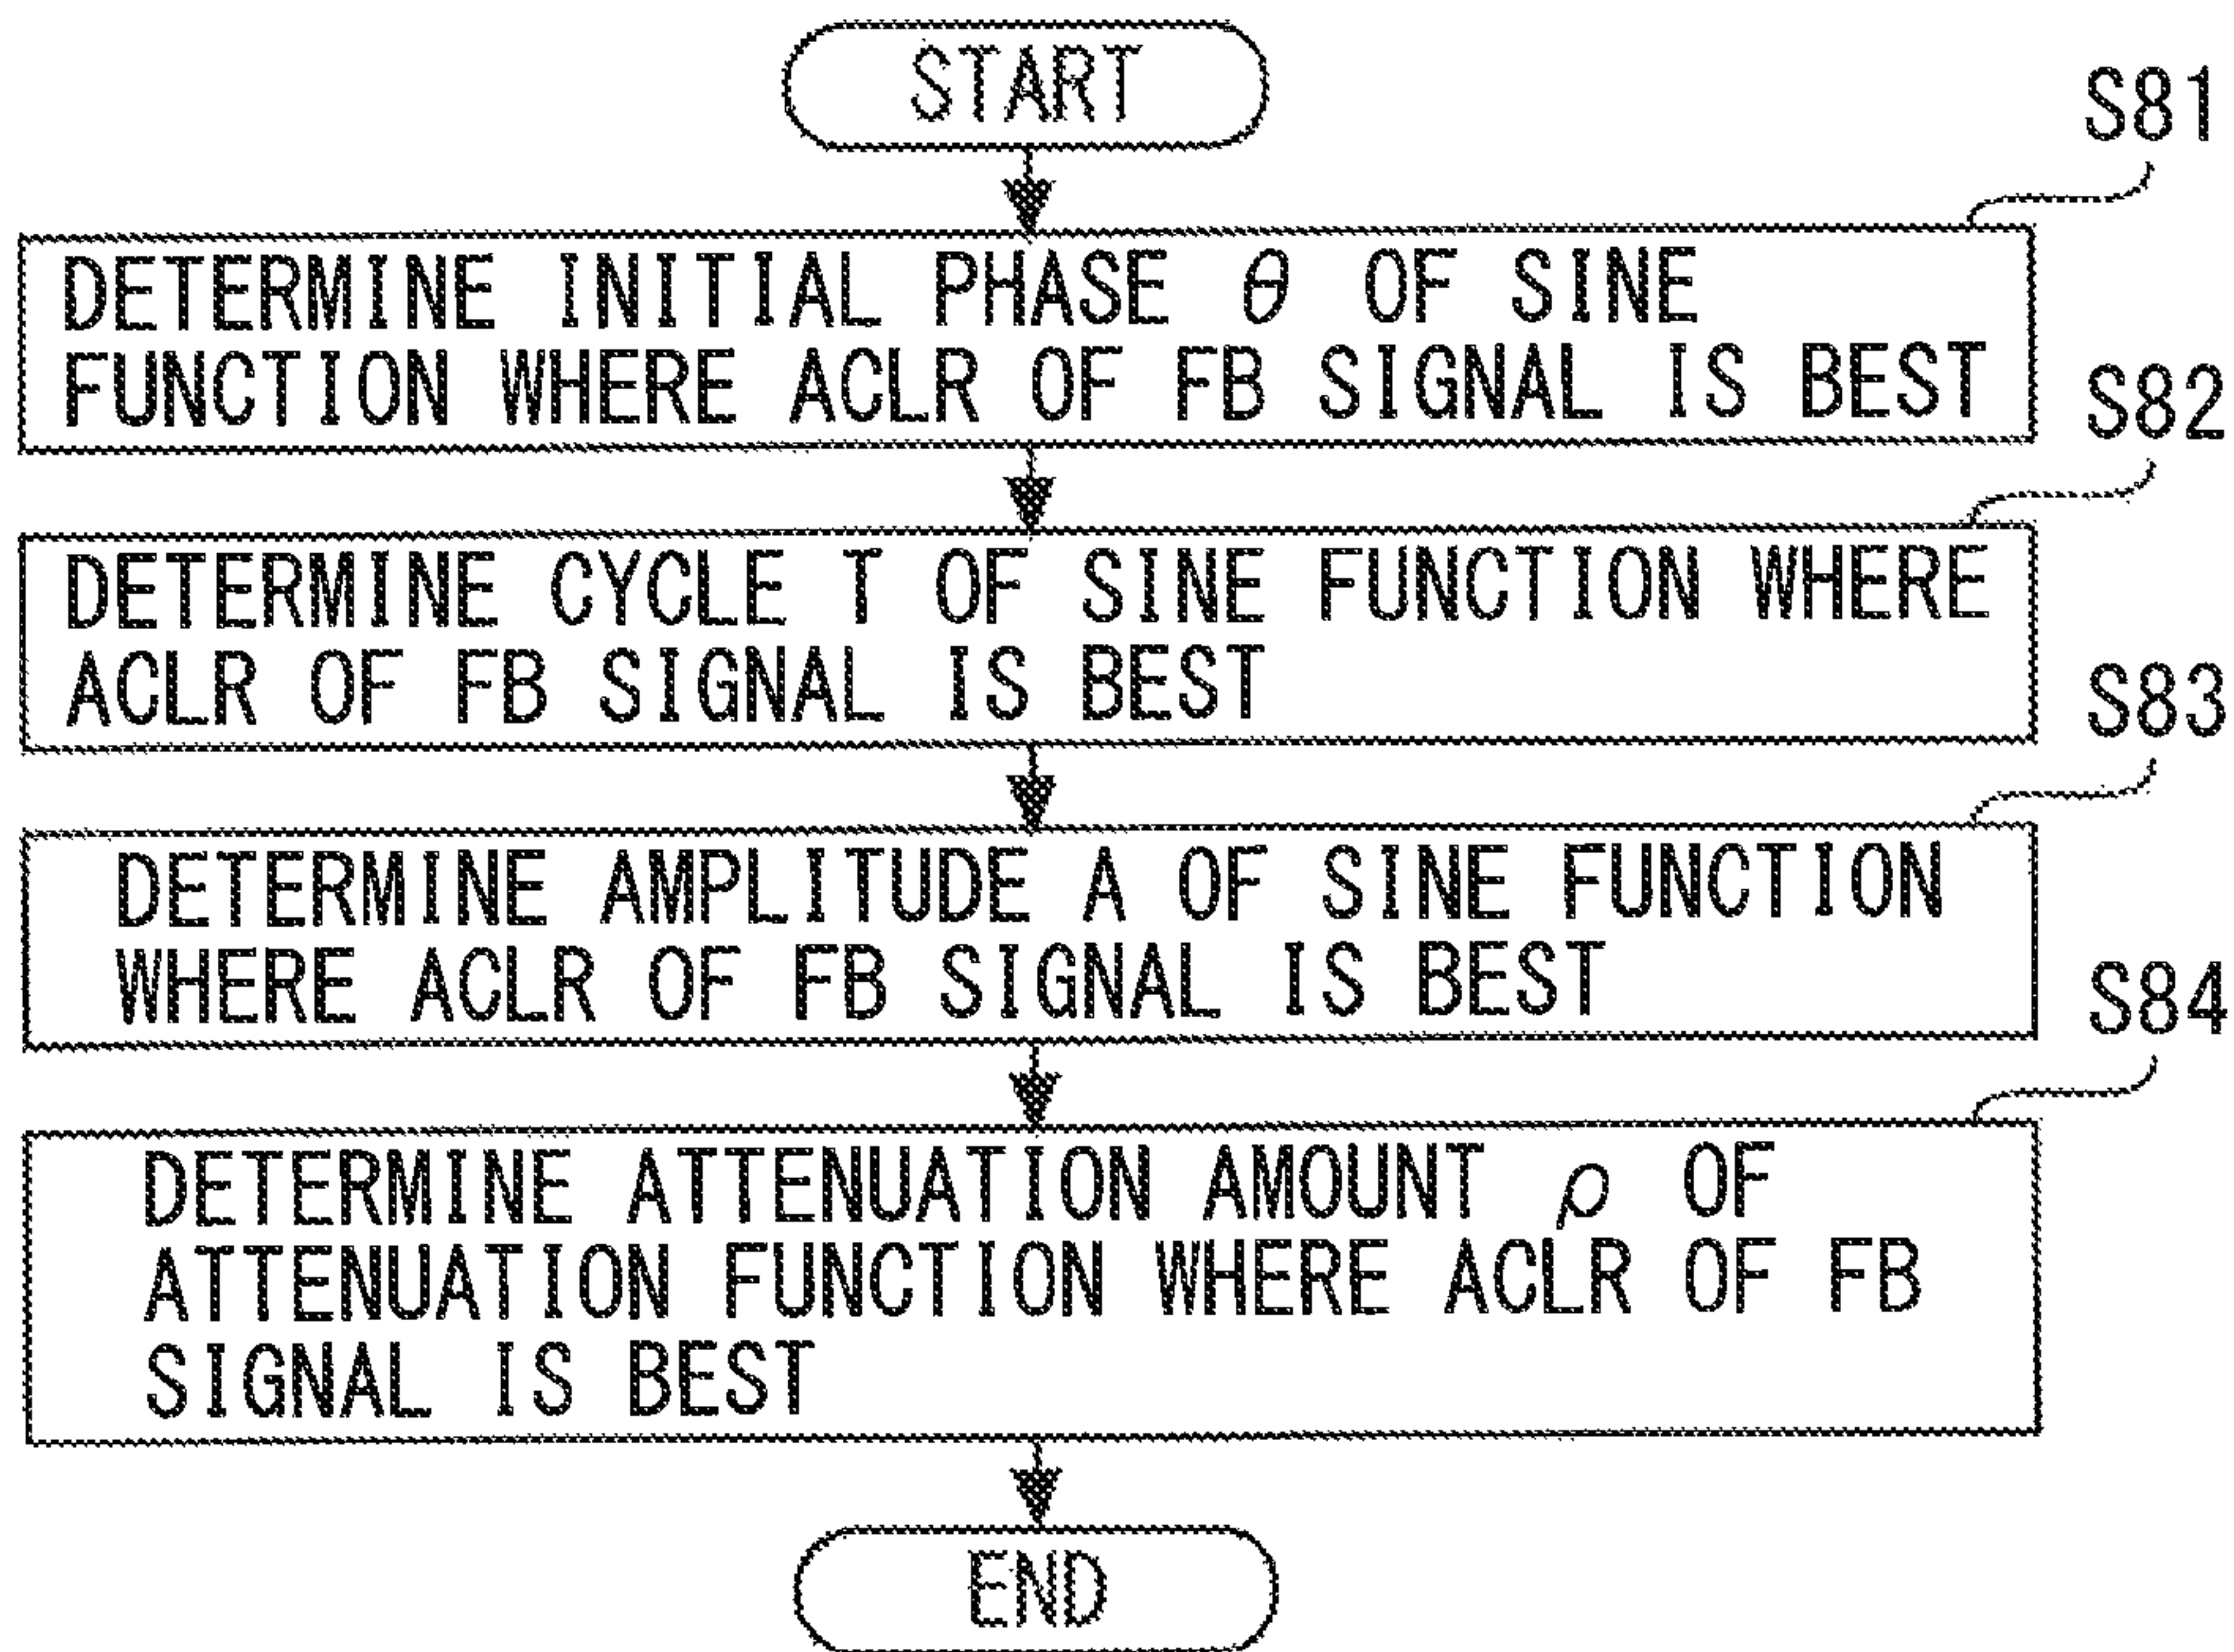 START
S81
DETERMINE INITIAL PHASE θ OF SINE
FUNCTION WHERE ACLR OF FB SIGNAL IS BEST
S82
DETERMINE CYCLE T OF SINE FUNCTION WHERE
ACLR OF FB SIGNAL IS BEST
S83
DETERMINE AMPLITUDE A OF SINE FUNCTION
WHERE ACLR OF FB SIGNAL IS BEST
S84
DETERMINE ATTENUATION AMOUNT ρ OF
ATTENUATION FUNCTION WHERE ACLR OF FB
SIGNAL IS BEST
END